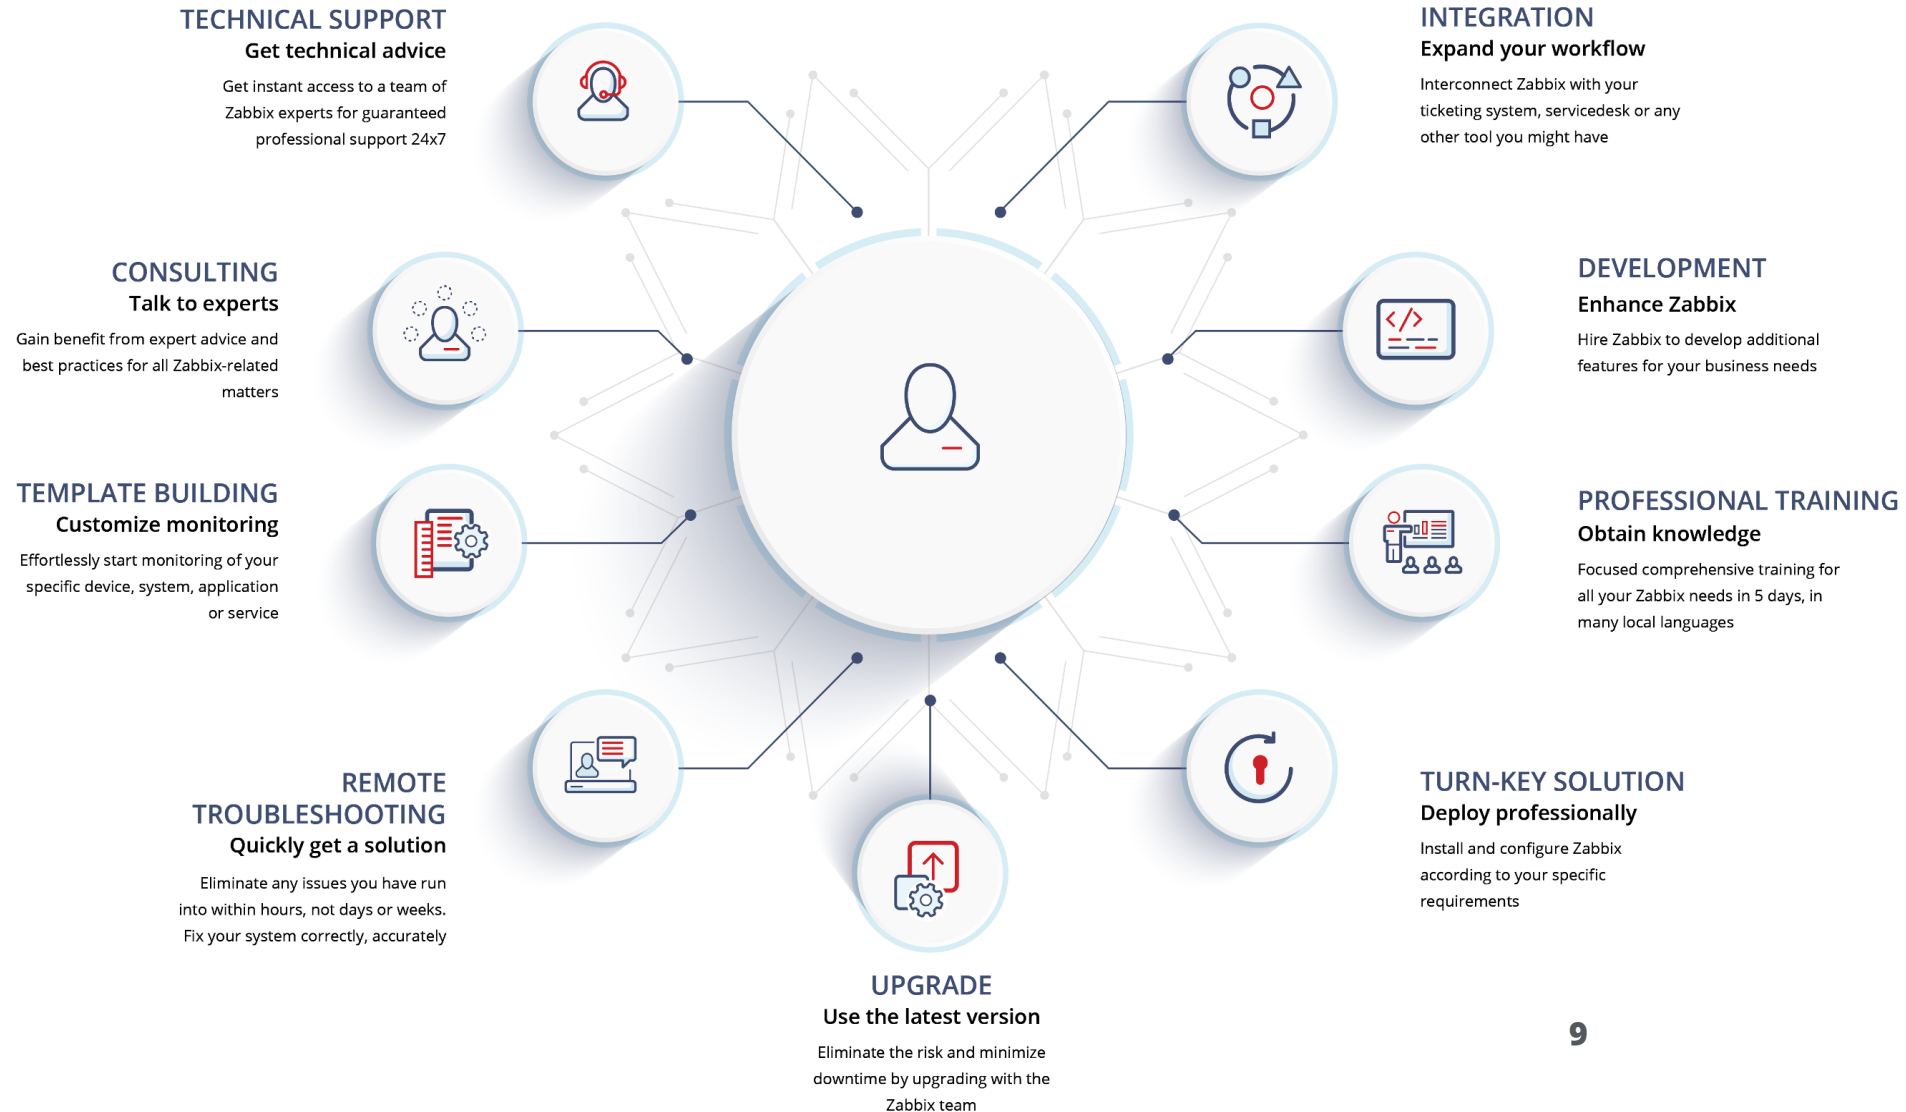 TECHNICAL SUPPORT
Get technical advice
Get instant access to a team of
Zabbix experts for guaranteed
professional support 24x7
INTEGRATION
Expand your workflow
Interconnect Zabbix with your
ticketing system, servicedesk or any
other tool you might have
CONSULTING
Talk to experts
Gain benefit from expert advice and
best practices for all Zabbix-related
matters
DEVELOPMENT
Enhance Zabbix
Hire Zabbix to develop additional
features for your business needs
TEMPLATE BUILDING
Customize monitoring
Effortlessly start monitoring of your
specific device, system, application
or service
PROFESSIONAL TRAINING
Obtain knowledge
Focused comprehensive training for
all your Zabbix needs in 5 days, in
many local languages
REMOTE
TROUBLESHOOTING
Quickly get a solution
Eliminate any issues you have run
into within hours, not days or weeks.
Fix your system correctly, accurately
TURN-KEY SOLUTION
Deploy professionally
Install and configure Zabbix
according to your specific
requirements
UPGRADE
Use the latest version
Eliminate the risk and minimize
downtime by upgrading with the
Zabbix team
9